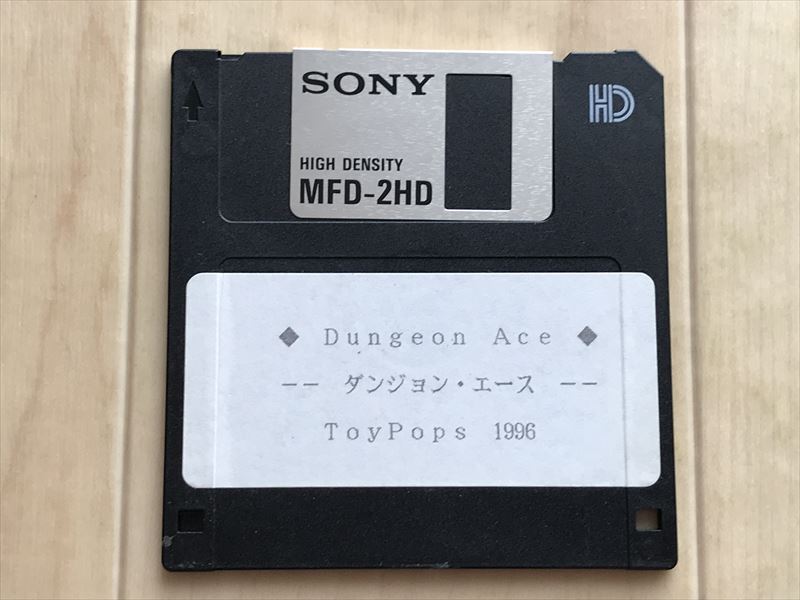 SONY
HD
HIGH DENSITY
MFD-2HD
◆ Dungeon Ace ◆
-- ダンジョン・エース --
ToyPops 1996